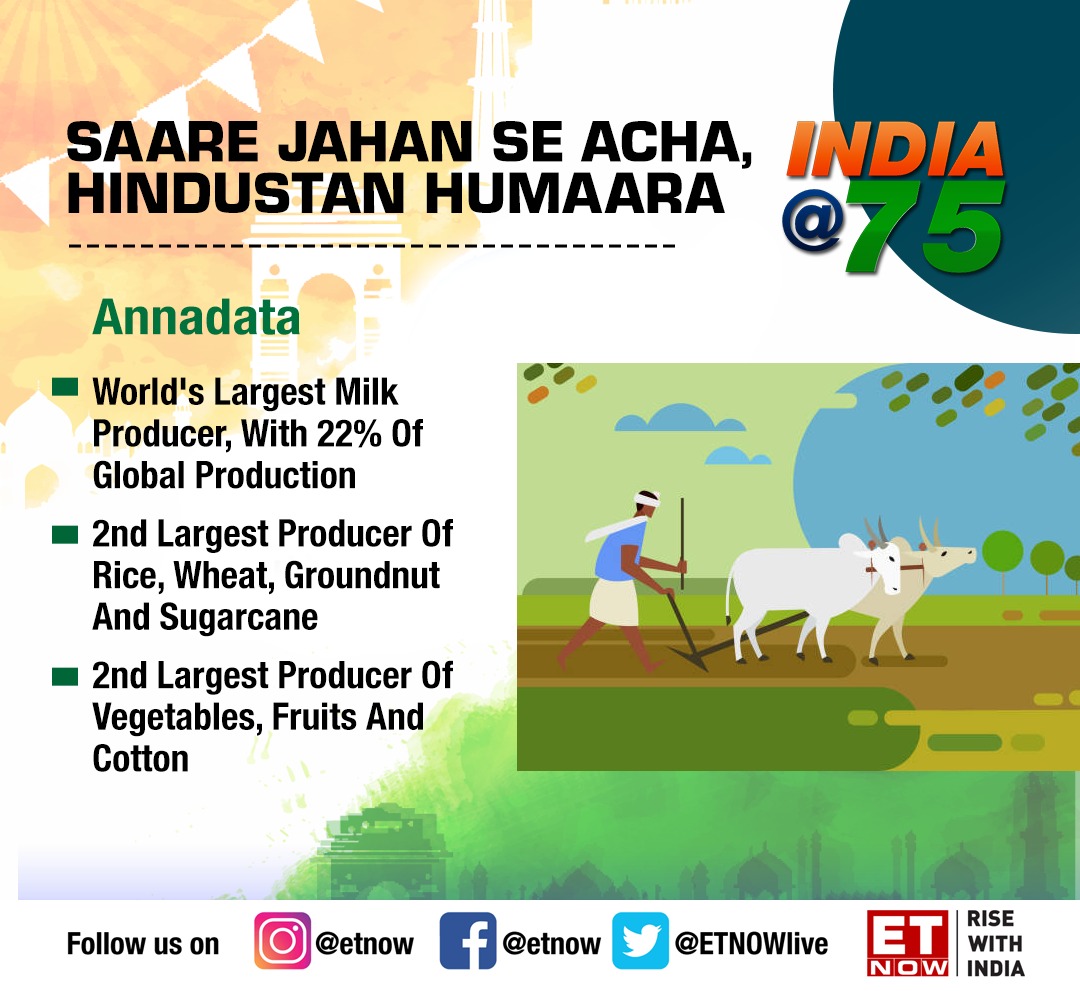 SAARE JAHAN SE ACHA,
HINDUSTAN HUMAARA
INDIA
@75
Annadata
World's Largest Milk
Producer, With 22% Of
Global Production
2nd Largest Producer Of
Rice, Wheat, Groundnut
And Sugarcane
2nd Largest Producer Of
Vegetables, Fruits And
Cotton
Follow us on @etnow @etnow @ETNOWlive
ET
NOW
RISE
WITH
INDIA